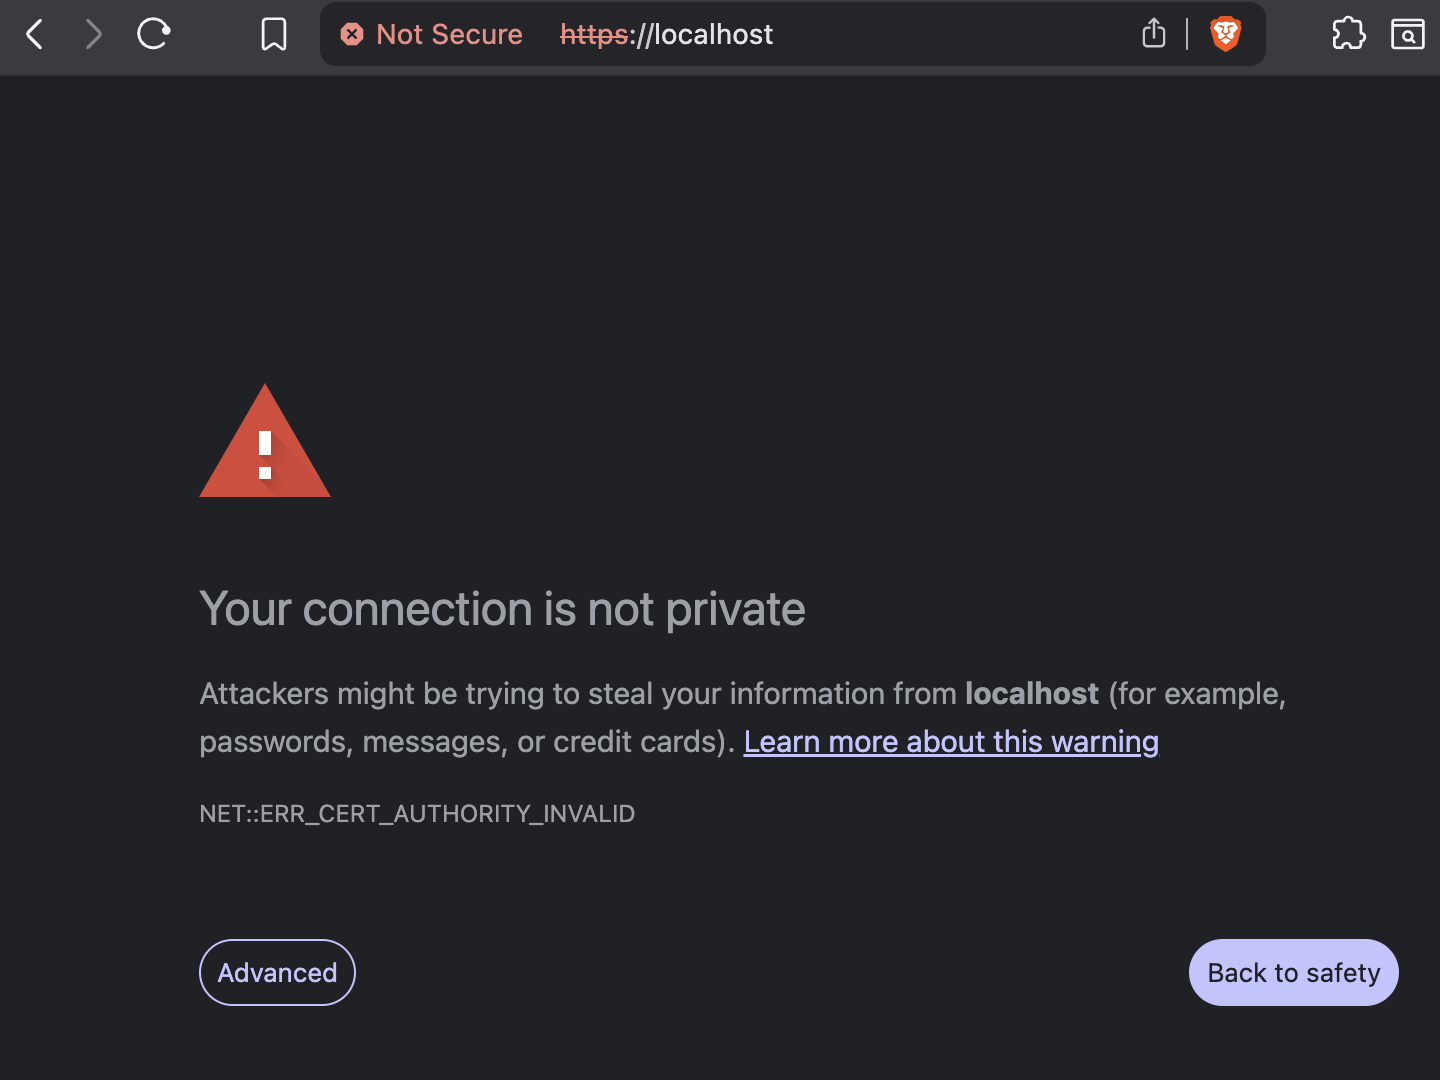 Not Secure https://localhost
Your connection is not private
Attackers might be trying to steal your information from localhost (for example,
passwords, messages, or credit cards). Learn more about this warning
NET::ERR_CERT_AUTHORITY_INVALID
Advanced Back to safety